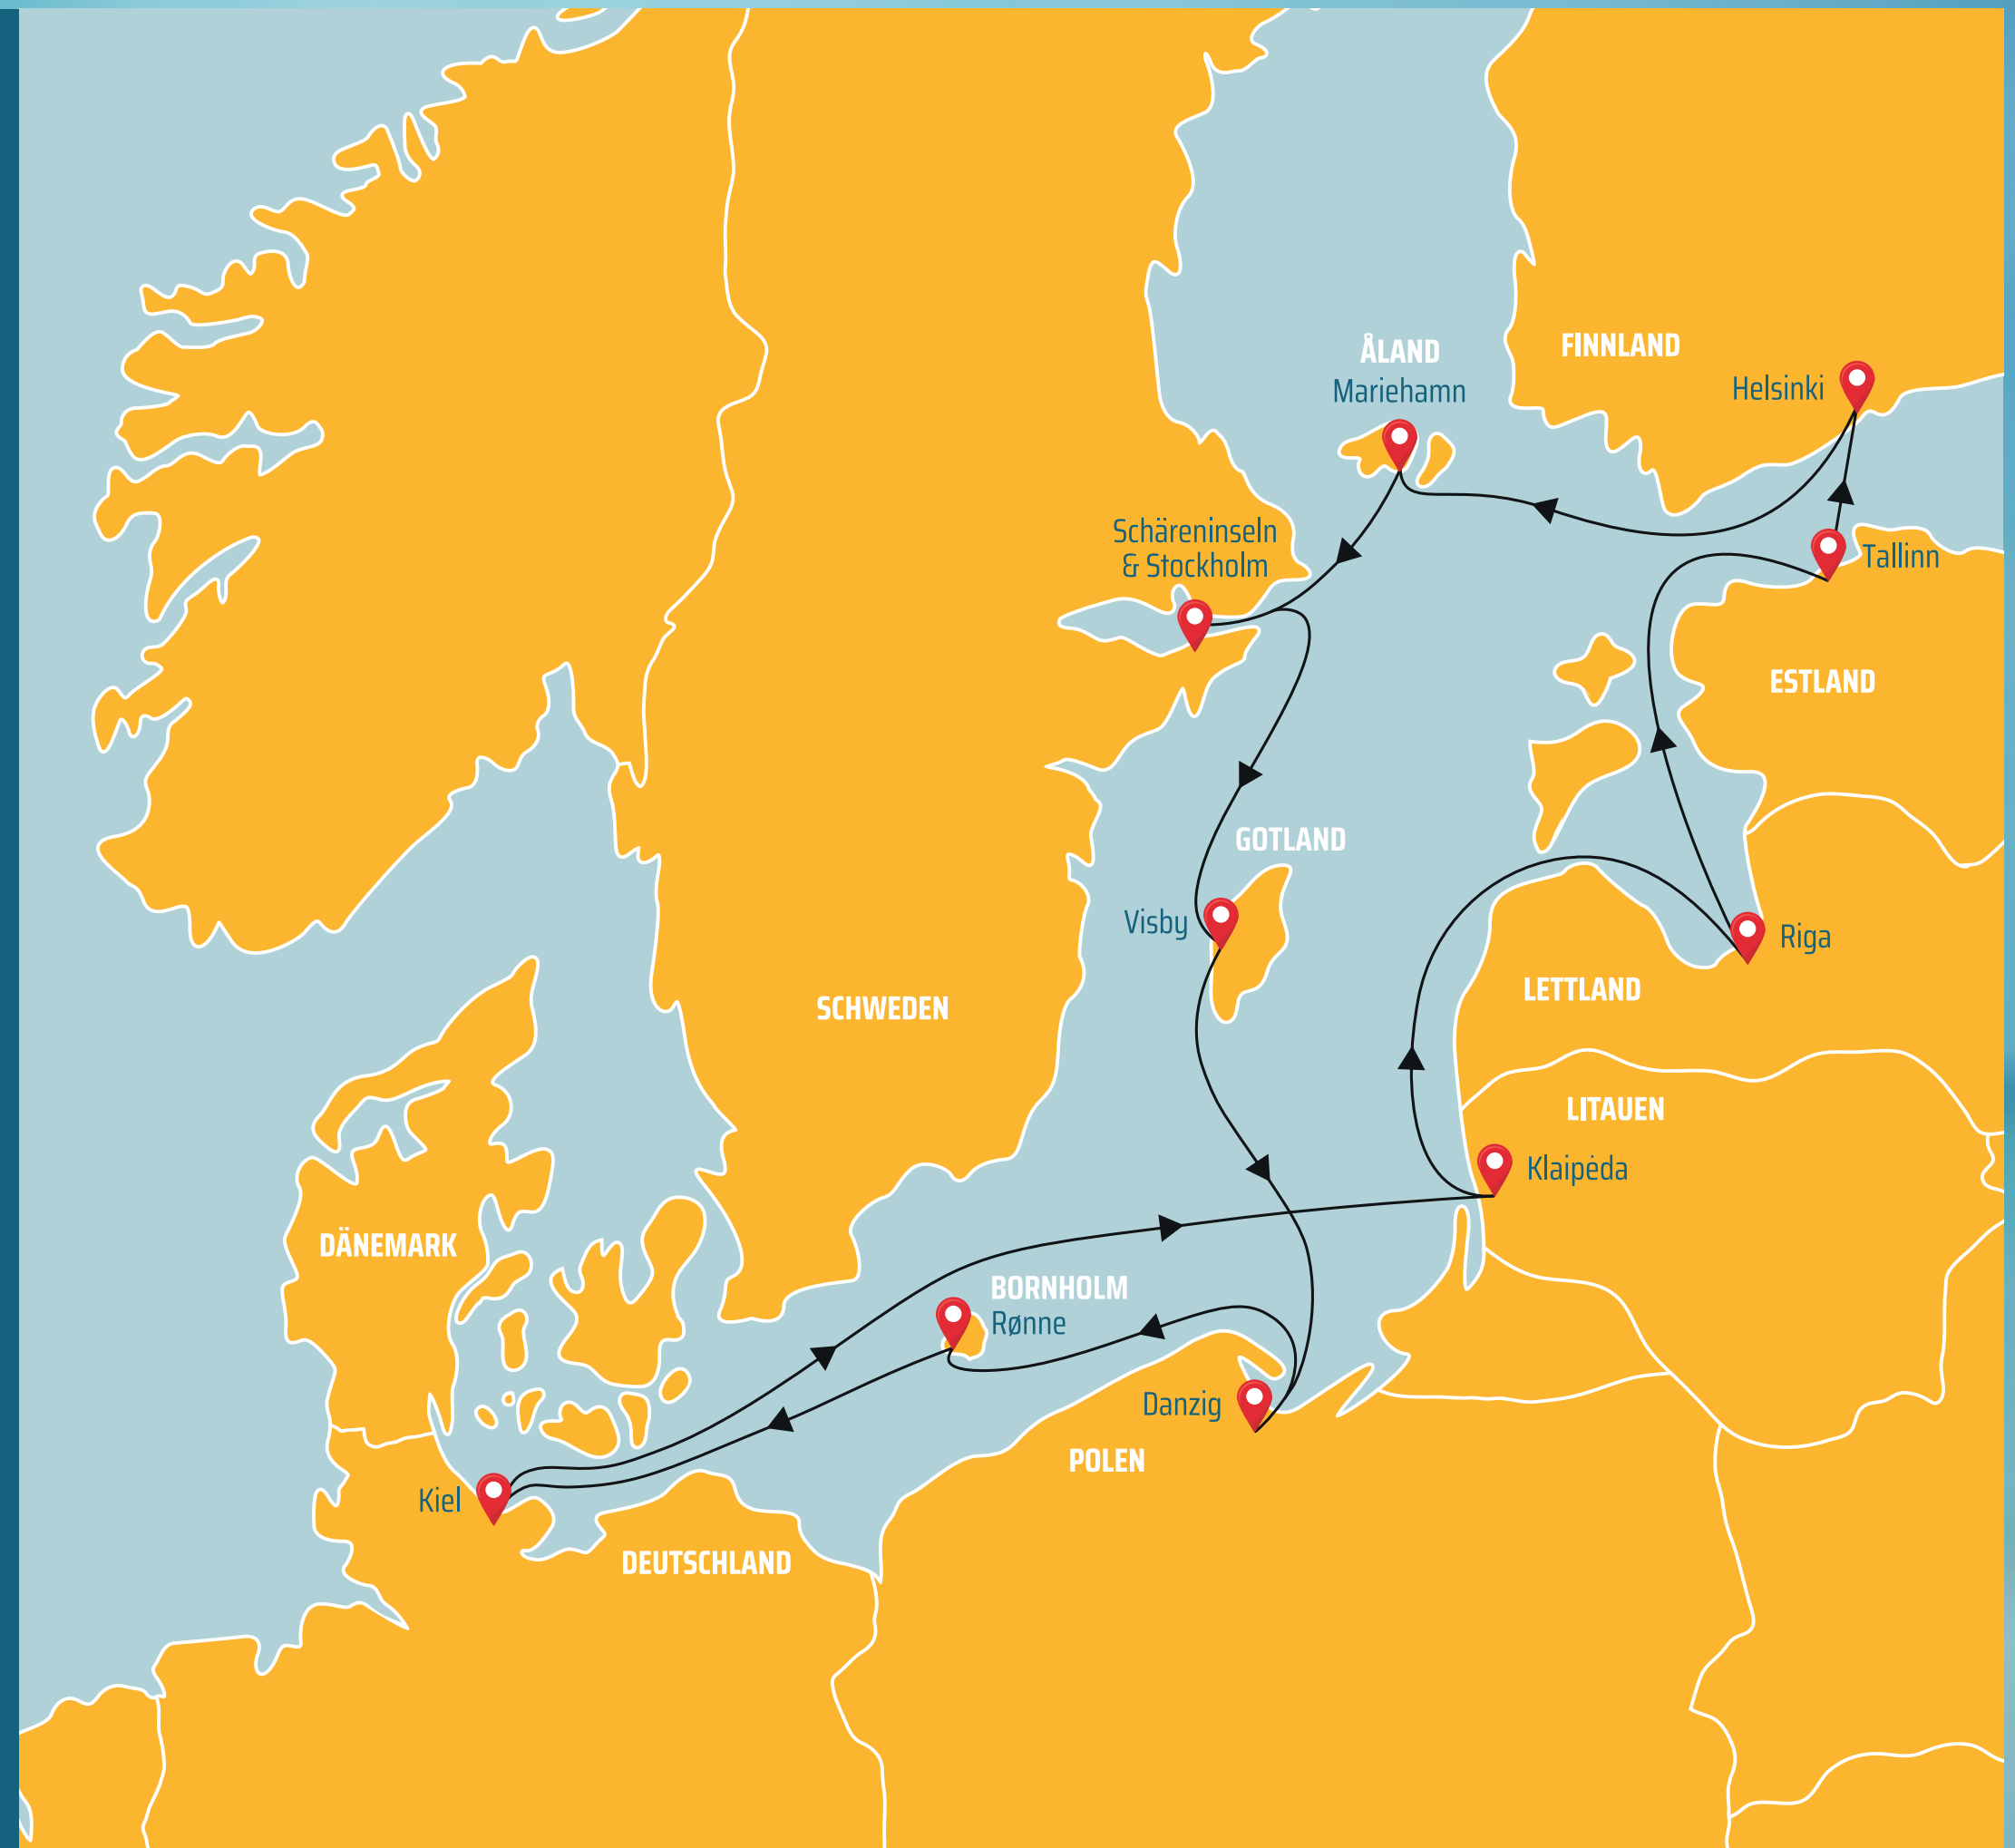 FINNLAND
ÅLAND
Mariehamn
Helsinki
Schäreninseln
& Stockholm
Tallinn
ESTLAND
GOTLAND
Visby
Riga
LETTLAND
SCHWEDEN
LITAUEN
Klaipėda
DÄNEMARK
BORNHOLM
Rønne
Danzig
POLEN
Kiel
DEUTSCHLAND